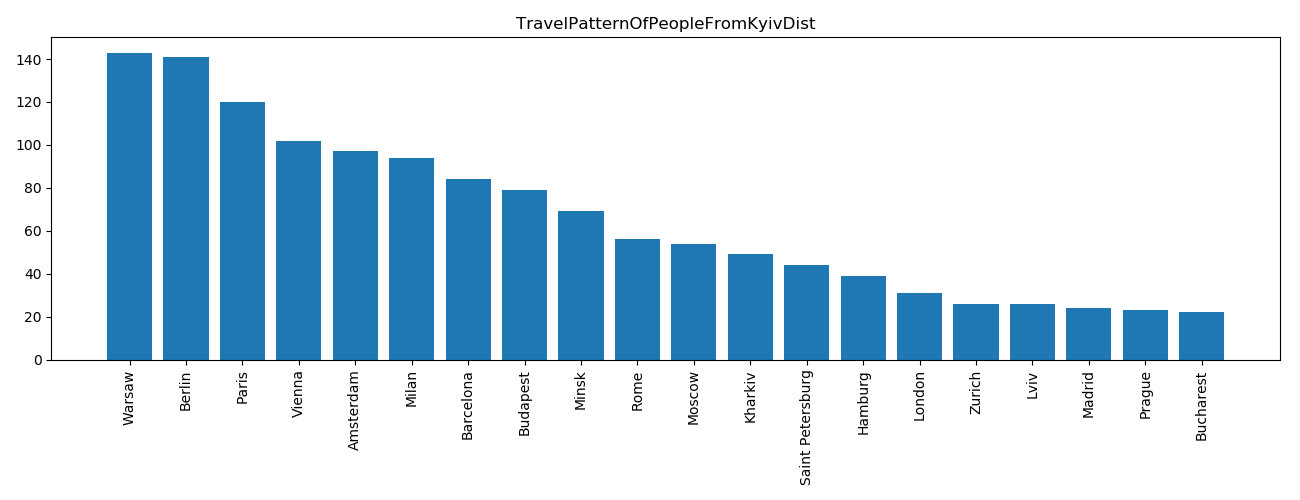 TravelPatternOfPeopleFromKyivDist
140
120
100
80
60
40
20
0
Warsaw
Berlin
Paris
Vienna
Amsterdam
Milan
Barcelona
Budapest
Minsk
Rome
Moscow
Kharkiv
Saint Petersburg
Hamburg
London
Zurich
Lviv
Madrid
Prague
Bucharest